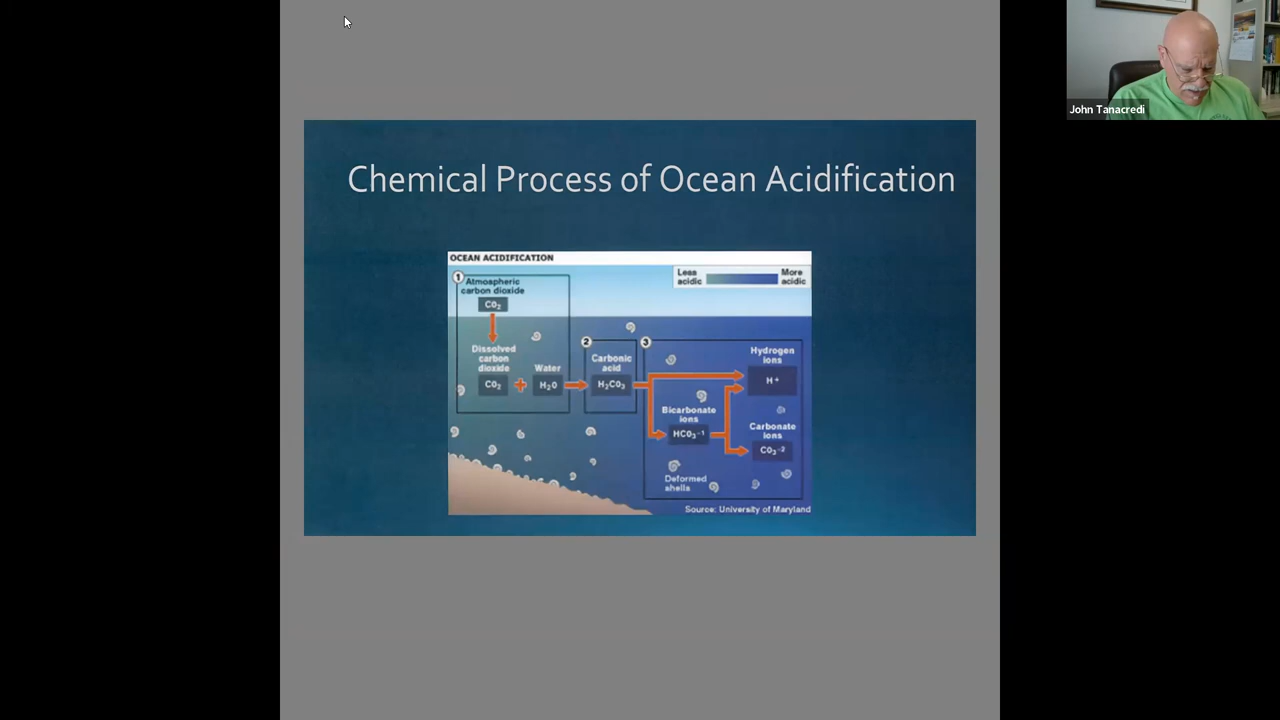 John Tanacredi
Chemical Process of Ocean Acidification
OCEAN ACIDIFICATION
Less
acidic
More
acidic
1
Atmospheric
carbon dioxide
CO₂
Dissolved
carbon
dioxide
CO₂
+
Water
H₂O
2
Carbonic
acid
H₂CO₃
3
Hydrogen
ions
H⁺
Bicarbonate
ions
HCO₃⁻¹
Carbonate
ions
CO₃⁻²
Deformed
shells
Source: University of Maryland